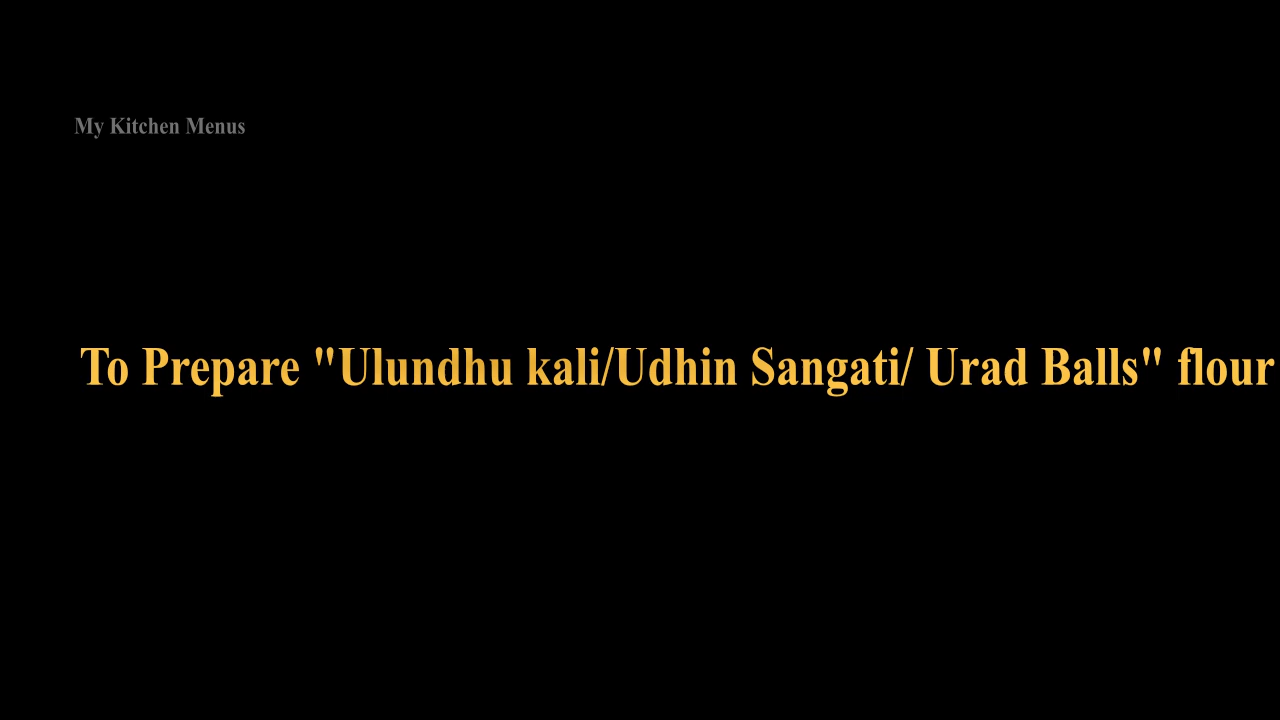 My Kitchen Menus
To Prepare "Ulundhu kali/Udhin Sangati/ Urad Balls" flour